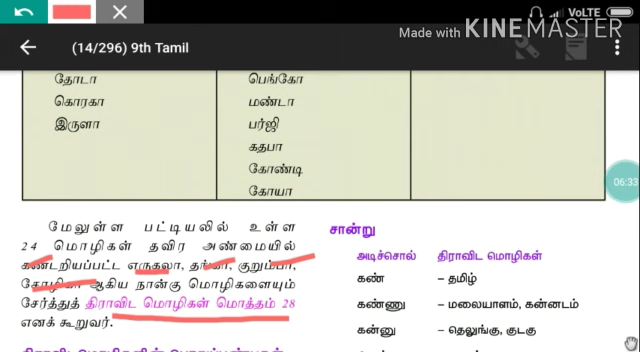 VoLTE
Made with KINEMASTER
(14/296) 9th Tamil
தோடா
கொரகா
இருளா
பெங்கோ
மண்டா
பர்ஜி
கதபா
கோண்டி
கோயா
06:33
மேலுள்ள பட்டியலில் உள்ள
24 மொழிகள் தவிர அண்மையில்
கண்டறியப்பட்ட எருகலா, தங்கா, குறும்பா,
சோழிகா ஆகிய நான்கு மொழிகளையும்
சேர்த்துத் திராவிட மொழிகள் மொத்தம் 28
எனக் கூறுவர்.
சான்று
அடிச்சொல் திராவிட மொழிகள்
கண் – தமிழ்
கண்ணு – மலையாளம், கன்னடம்
கன்னு – தெலுங்கு, குடகு